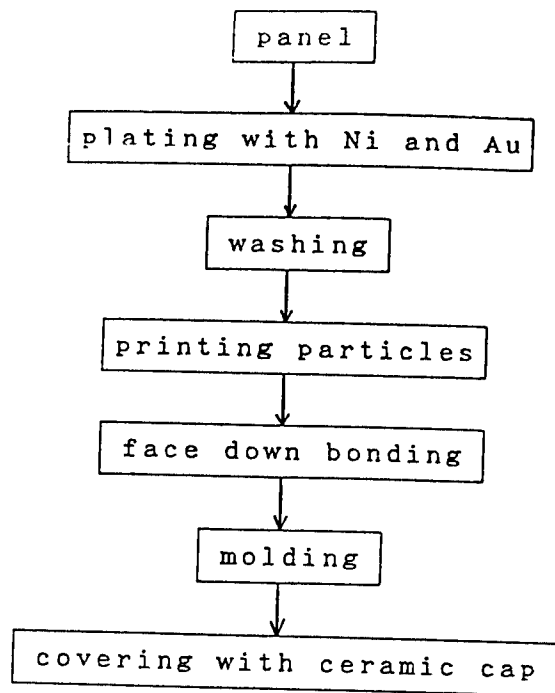 panel
plating with Ni and Au
washing
printing particles
face down bonding
molding
covering with ceramic cap